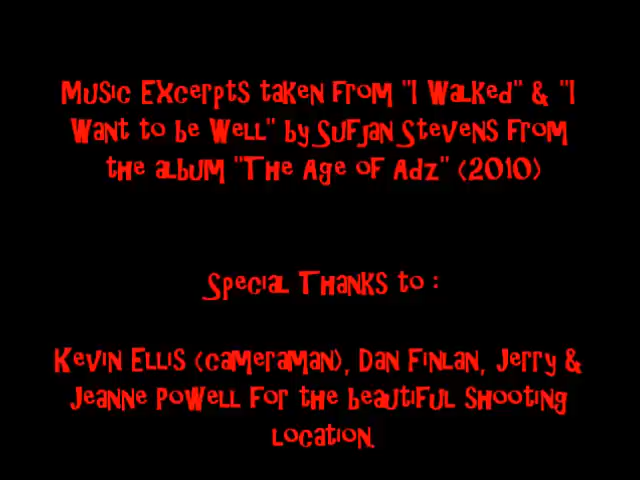 Music Excerpts taken from "I Walked" & "I
Want to be Well" by Sufjan Stevens from
the album "The Age of Adz" (2010)
Special Thanks to :
Kevin Ellis (cameraman), Dan Finlan, Jerry &
Jeanne Powell for the beautiful shooting
location.